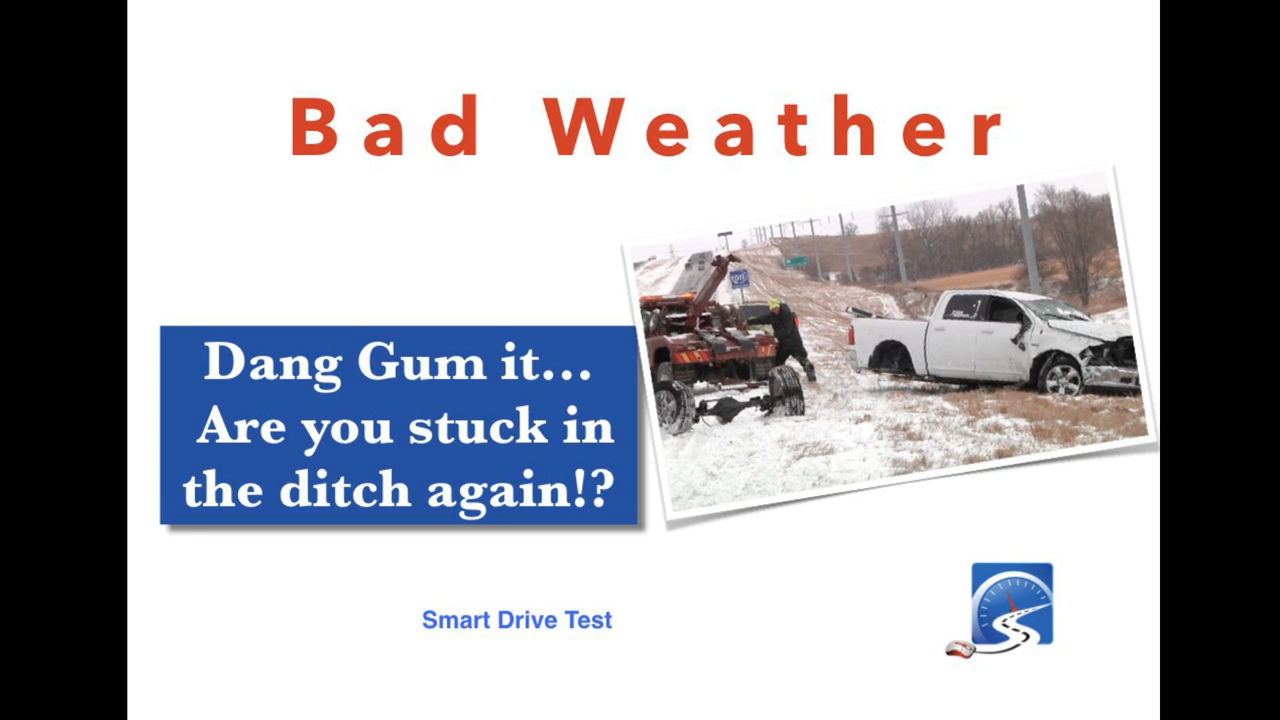 Bad Weather
Dang Gum it...
Are you stuck in
the ditch again!?
Smart Drive Test